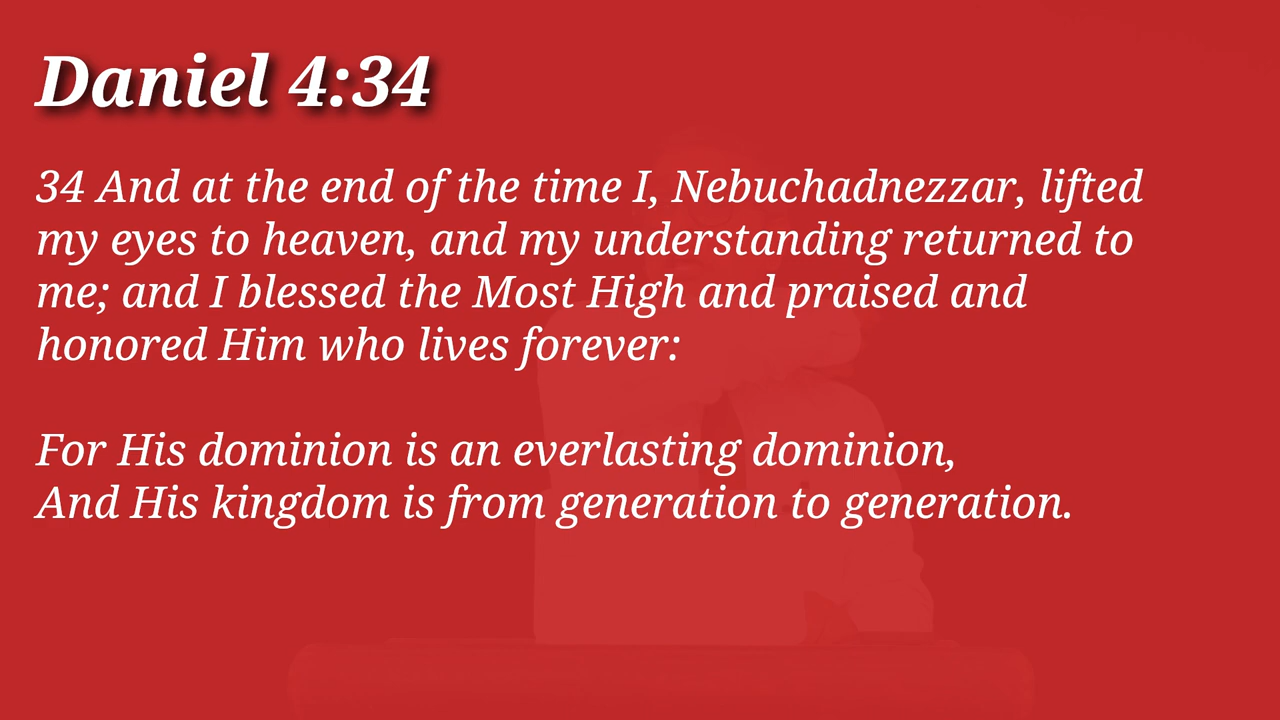 Daniel 4:34
34 And at the end of the time I, Nebuchadnezzar, lifted
my eyes to heaven, and my understanding returned to
me; and I blessed the Most High and praised and
honored Him who lives forever:
For His dominion is an everlasting dominion,
And His kingdom is from generation to generation.